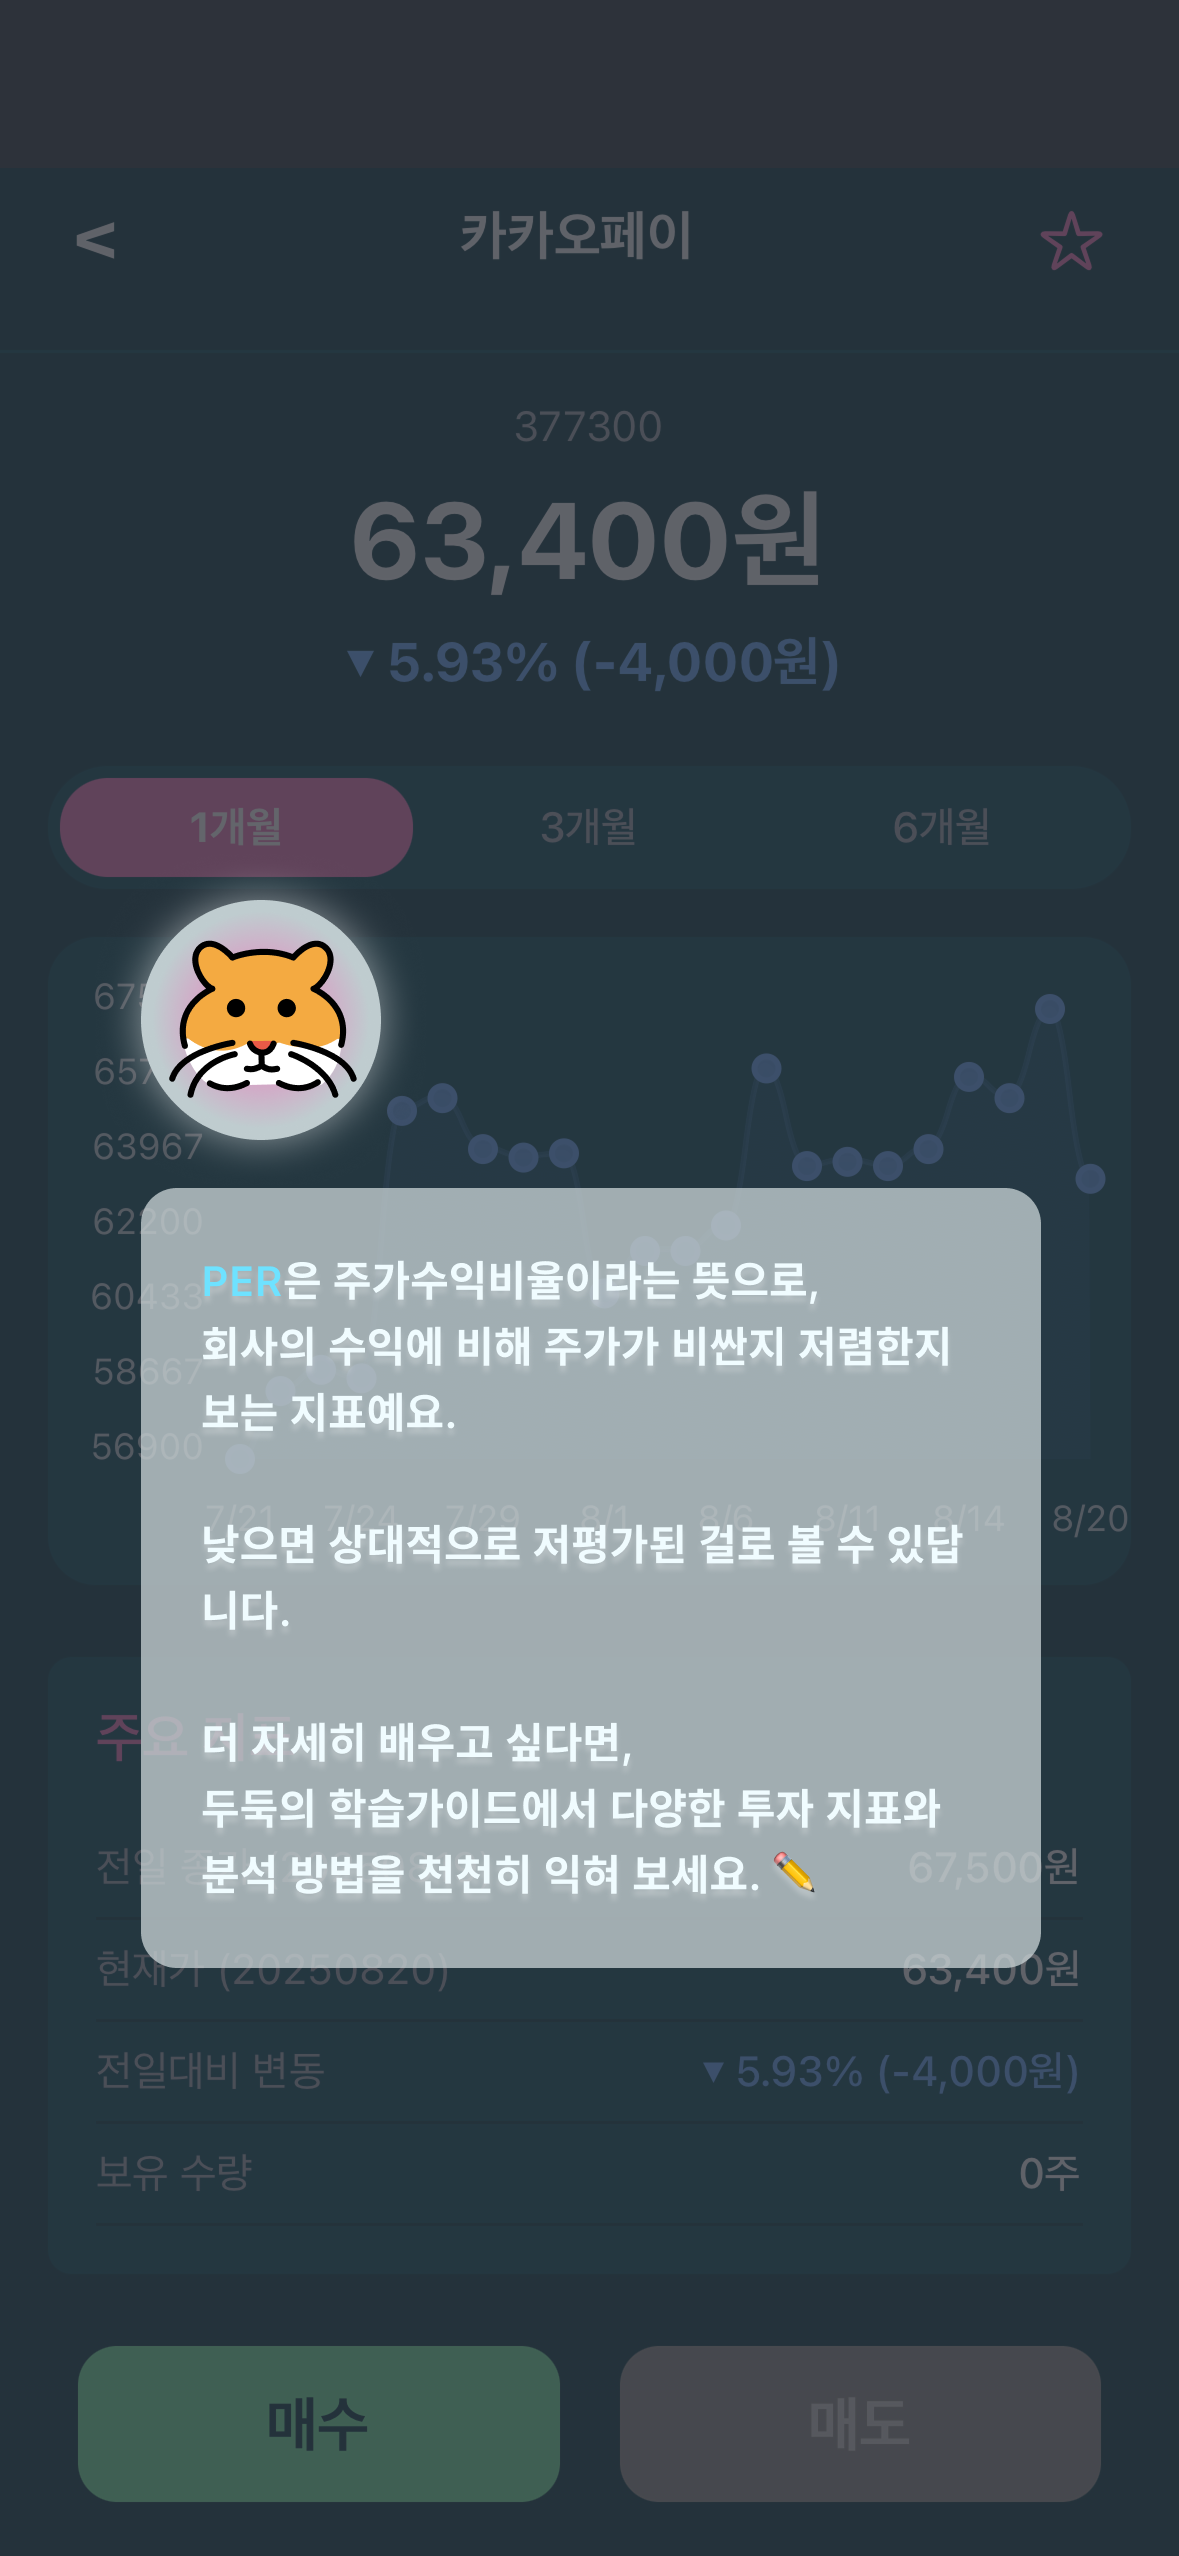 <
카카오페이
377300
63,400원
▼ 5.93% (-4,000원)
1개월 3개월 6개월
63967
62200
60433
58667
56900
7/21 7/24 7/29 8/1 8/6 8/11 8/14 8/20
PER은 주가수익비율이라는 뜻으로,
회사의 수익에 비해 주가가 비싼지 저렴한지
보는 지표예요.
낮으면 상대적으로 저평가된 걸로 볼 수 있답
니다.
더 자세히 배우고 싶다면,
두둑의 학습가이드에서 다양한 투자 지표와
분석 방법을 천천히 익혀 보세요. ✏️
주요
전일 67,500원
현재가 (20250820) 63,400원
전일대비 변동 ▼ 5.93% (-4,000원)
보유 수량 0주
매수 매도